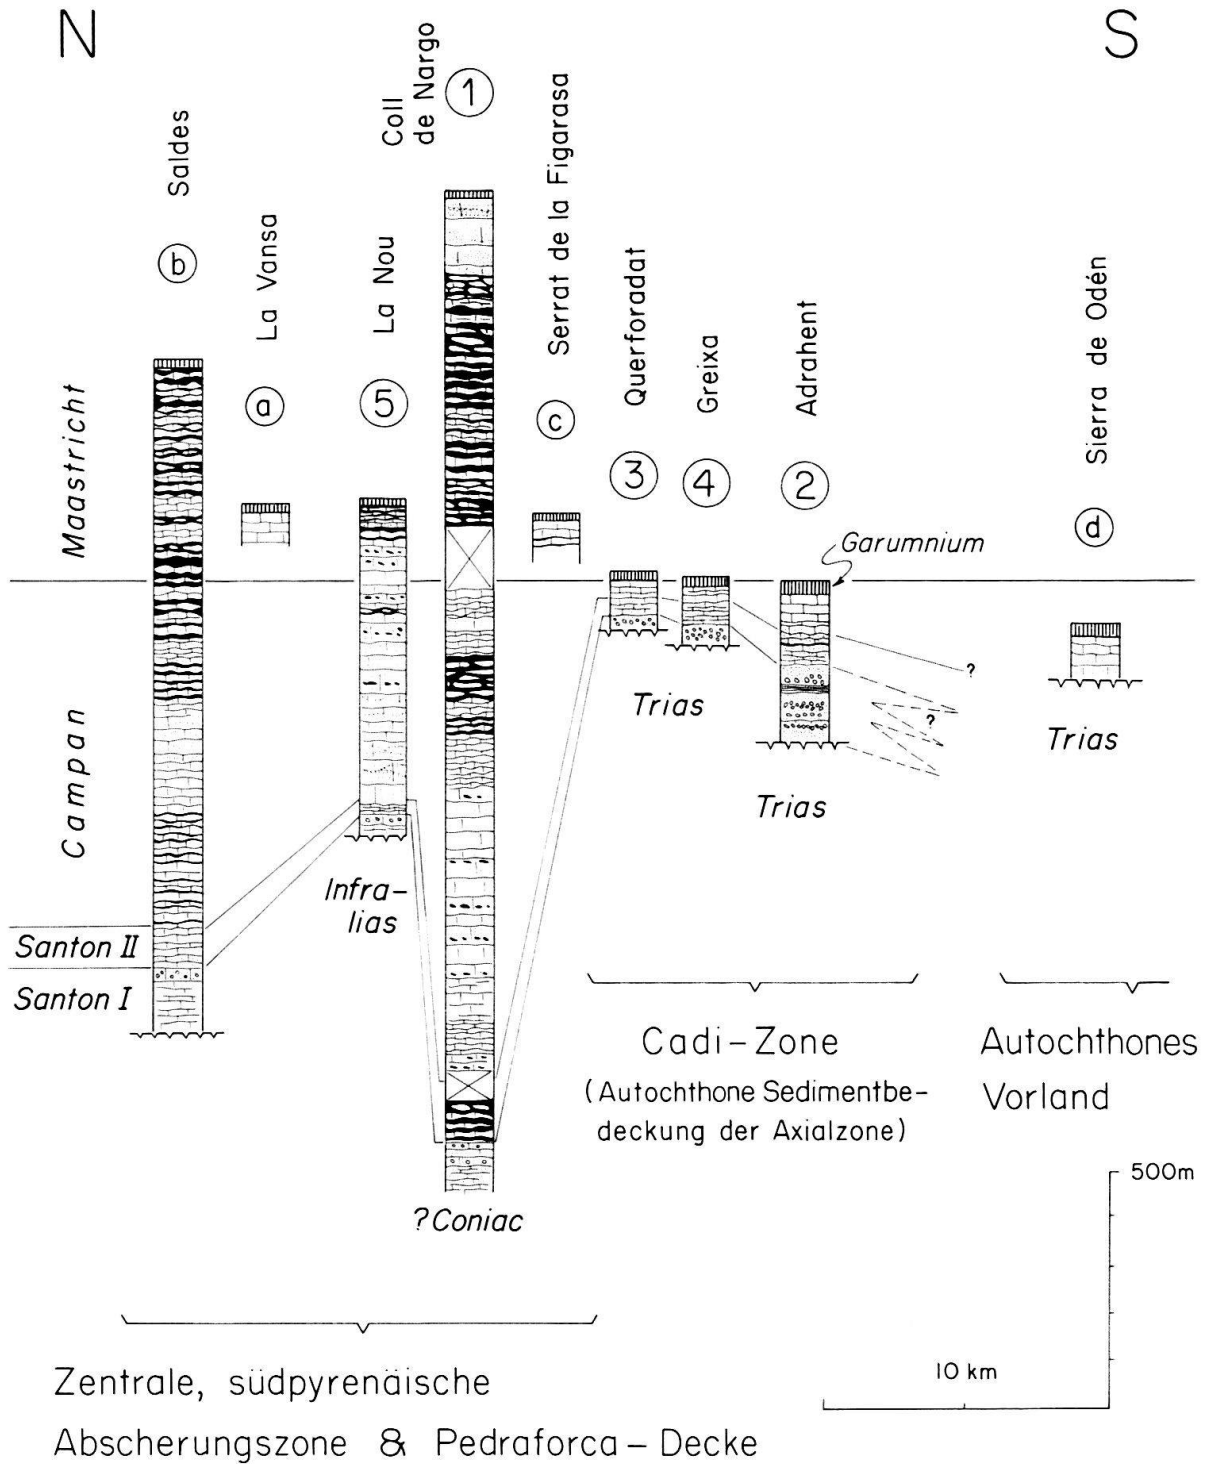 N
S
Saldes
b
La Vansa
a
La Nou
5
Coll
de Nargo
1
Serrat de la Figarasa
c
Querforadat
3
Greixa
4
Adrahent
2
Sierra de Odén
d
Maastricht
Garumnium
Campan
?
?
Trias
Trias
Trias
Infra-
lias
Santon II
Santon I
Cadi-Zone
(Autochthone Sedimentbe-
deckung der Axialzone)
Autochthones
Vorland
500m
? Coniac
10 km
Zentrale, südpyrenäische
Abscherungszone & Pedraforca-Decke